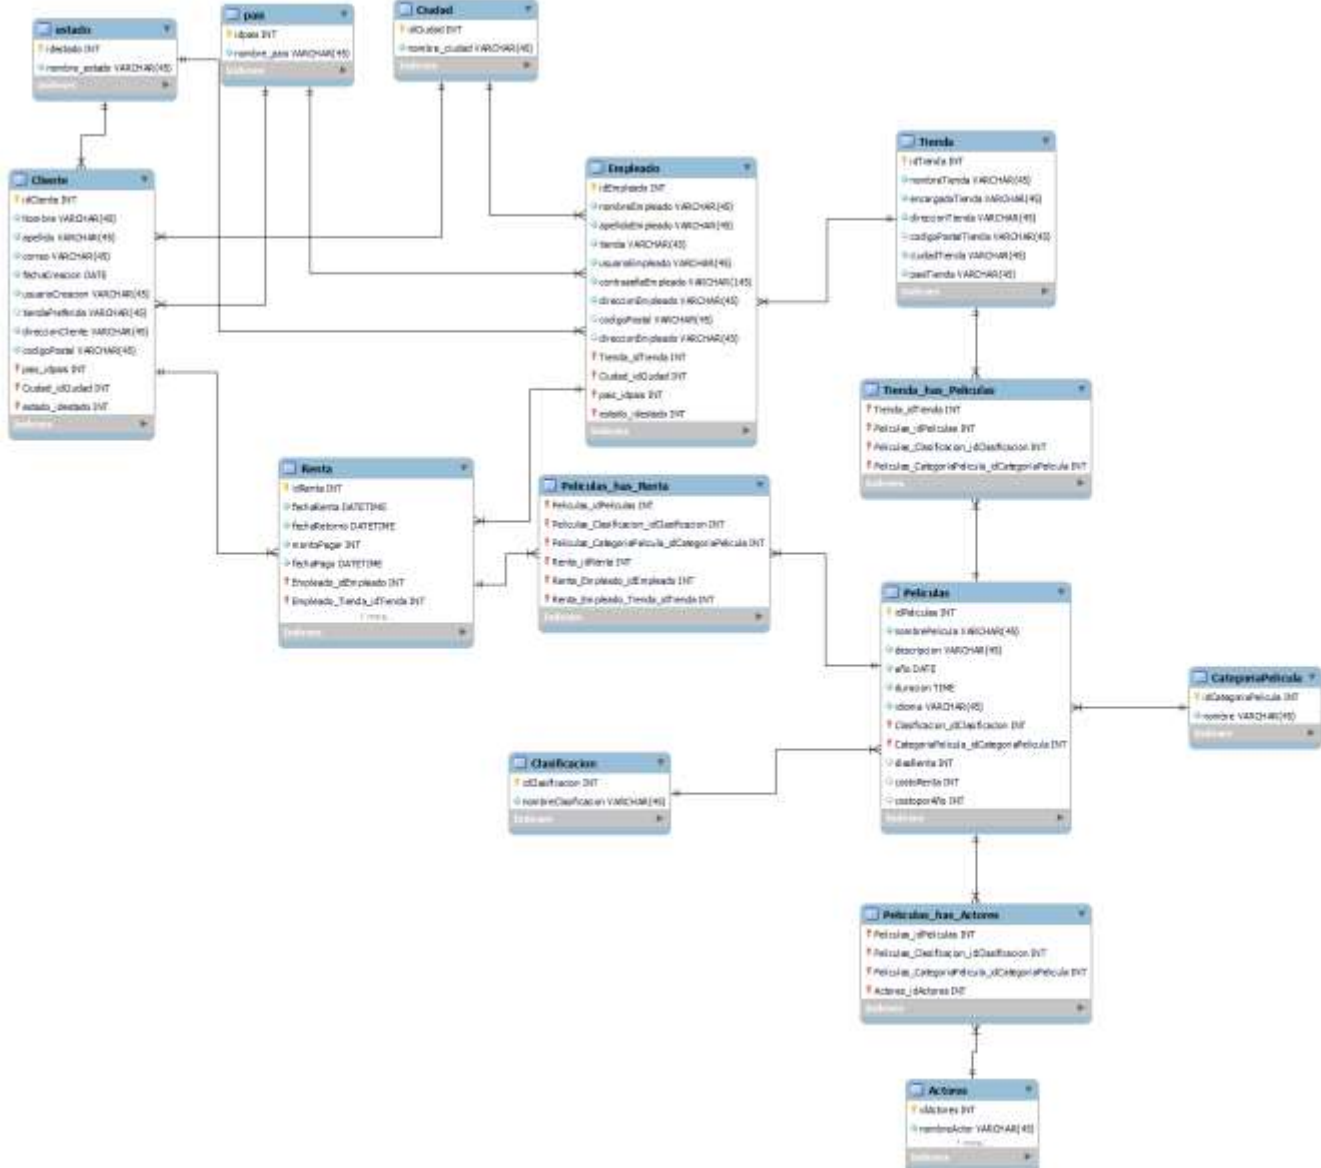 estado
idestado INT
nombre_estado VARCHAR(45)
Indexes
pais
idpais INT
nombre_pais VARCHAR(45)
Indexes
Ciudad
idCiudad INT
nombre_ciudad VARCHAR(45)
Indexes
Cliente
idCliente INT
Nombre VARCHAR(45)
apellido VARCHAR(45)
correo VARCHAR(45)
fechaCreacion DATE
usuarioCreacion VARCHAR(45)
tiendaPreferida VARCHAR(45)
direccionCliente VARCHAR(45)
codigoPostal VARCHAR(45)
pais_idpais INT
Ciudad_idCiudad INT
estado_idestado INT
Indexes
Empleado
idEmpleado INT
nombreEmpleado VARCHAR(45)
apellidoEmpleado VARCHAR(45)
tienda VARCHAR(45)
usuarioEmpleado VARCHAR(45)
contraseñaEmpleado VARCHAR(145)
direccionEmpleado VARCHAR(45)
codigoPostal VARCHAR(45)
direccionEmpleado VARCHAR(45)
Tienda_idTienda INT
Ciudad_idCiudad INT
pais_idpais INT
estado_idestado INT
Indexes
Tienda
idTienda INT
nombreTienda VARCHAR(45)
encargadoTienda VARCHAR(45)
direccionTienda VARCHAR(45)
codigoPostalTienda VARCHAR(45)
ciudadTienda VARCHAR(45)
paisTienda VARCHAR(45)
Indexes
Tienda_has_Peliculas
Tienda_idTienda INT
Peliculas_idPeliculas INT
Peliculas_Clasificacion_idClasificacion INT
Peliculas_CategoriaPelicula_idCategoriaPelicula INT
Indexes
Renta
idRenta INT
fechaRenta DATETIME
fechaRetorno DATETIME
montoPagar INT
fechaPago DATETIME
Empleado_idEmpleado INT
Empleado_Tienda_idTienda INT
1 more...
Indexes
Peliculas_has_Renta
Peliculas_idPeliculas INT
Peliculas_Clasificacion_idClasificacion INT
Peliculas_CategoriaPelicula_idCategoriaPelicula INT
Renta_idRenta INT
Renta_Empleado_idEmpleado INT
Renta_Empleado_Tienda_idTienda INT
Indexes
Peliculas
idPeliculas INT
nombrePelicula VARCHAR(45)
descripcion VARCHAR(45)
año DATE
duracion TIME
idioma VARCHAR(45)
Clasificacion_idClasificacion INT
CategoriaPelicula_idCategoriaPelicula INT
diasRenta INT
costoRenta INT
costoporAño INT
Indexes
CategoriaPelicula
idCategoriaPelicula INT
nombre VARCHAR(45)
Indexes
Clasificacion
idClasificacion INT
nombreClasificacion VARCHAR(45)
Indexes
Peliculas_has_Actores
Peliculas_idPeliculas INT
Peliculas_Clasificacion_idClasificacion INT
Peliculas_CategoriaPelicula_idCategoriaPelicula INT
Actores_idActores INT
Indexes
Actores
idActores INT
nombreActor VARCHAR(45)
1 more...
Indexes